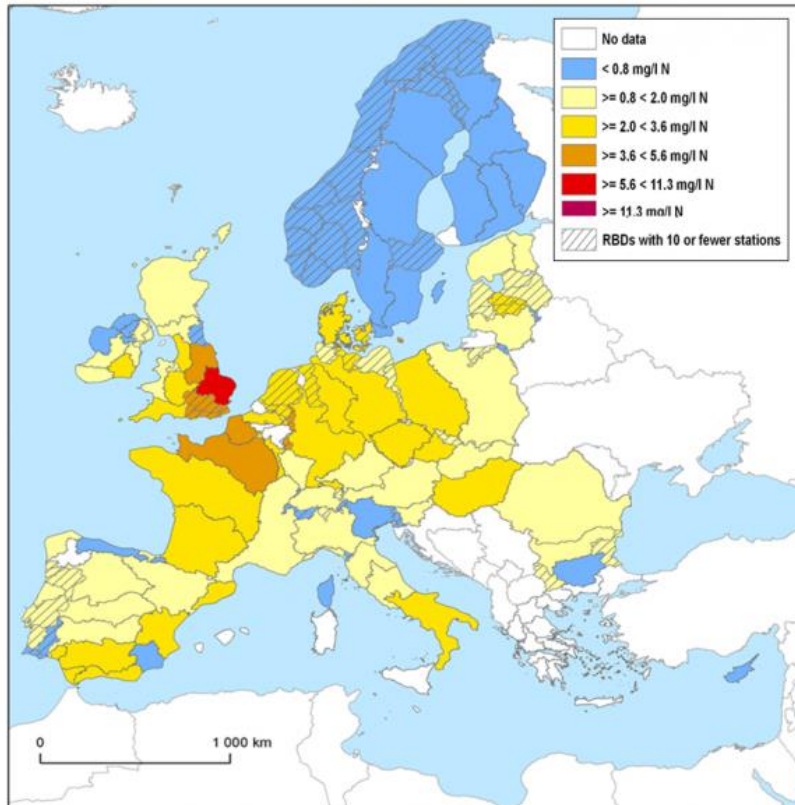 No data
< 0.8 mg/l N
>= 0.8 < 2.0 mg/l N
>= 2.0 < 3.6 mg/l N
>= 3.6 < 5.6 mg/l N
>= 5.6 < 11.3 mg/l N
>= 11.3 mg/l N
RBDs with 10 or fewer stations
0 1 000 km